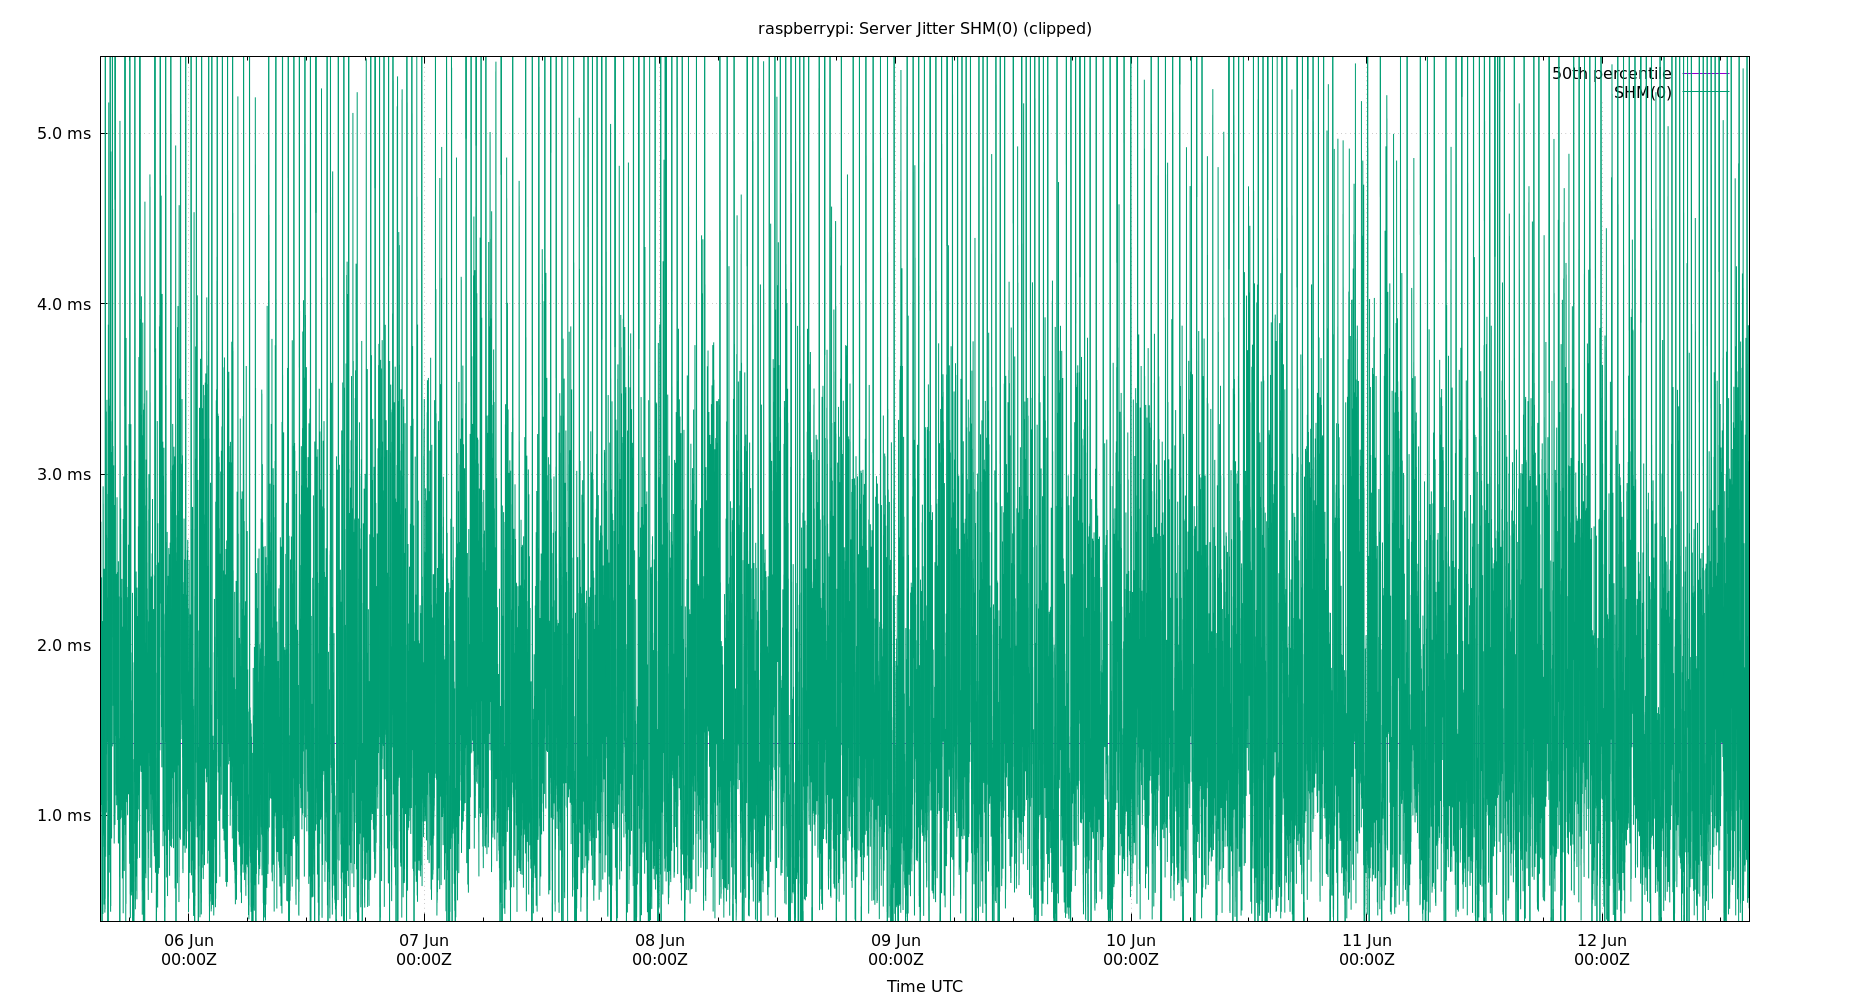 raspberrypi: Server Jitter SHM(0) (clipped)
50th percentile
SHM(0)
5.0 ms
4.0 ms
3.0 ms
2.0 ms
1.0 ms
06 Jun 07 Jun 08 Jun 09 Jun 10 Jun 11 Jun 12 Jun
00:00Z 00:00Z 00:00Z 00:00Z 00:00Z 00:00Z 00:00Z
Time UTC